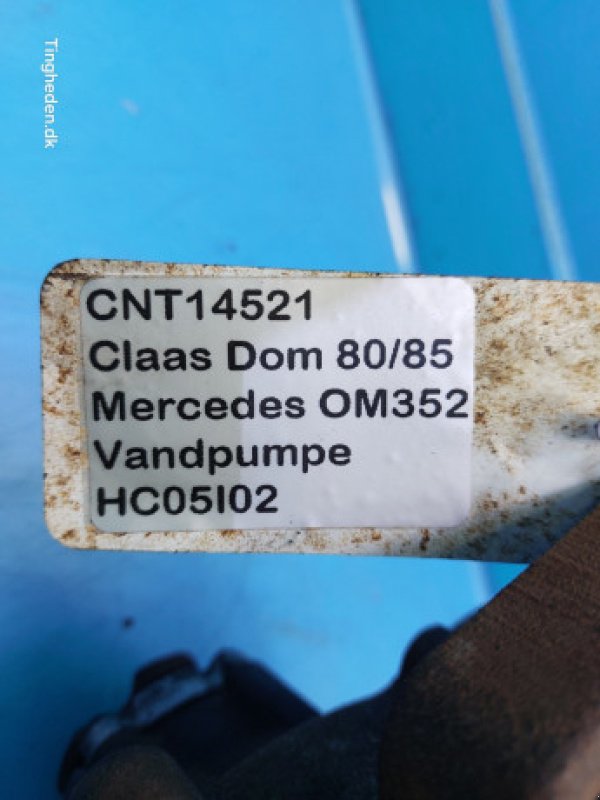 Tingheden.dk
CNT14521
Claas Dom 80/85
Mercedes OM352
Vandpumpe
HC05I02